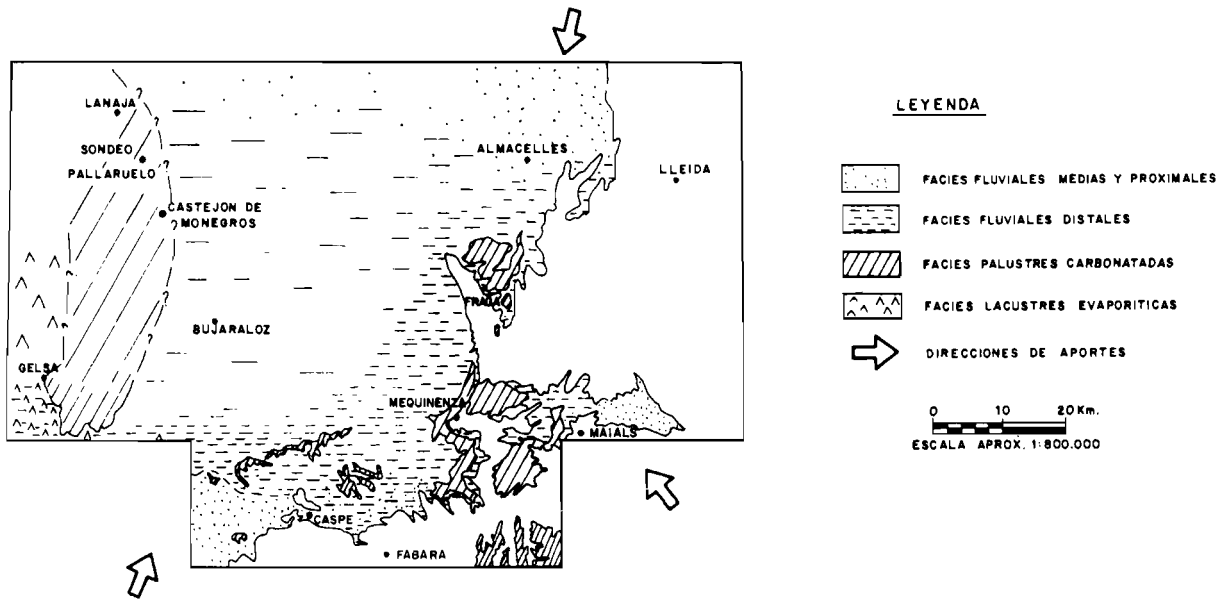 LANAJA
SONDEO
PALLARUELO
CASTEJON DE
MONEGROS
ALMACELLES
LLEIDA
FRAGA
BUJARALOZ
GELSA
MEQUINENZA
MAIALS
CASPE
FABARA
LEYENDA
FACIES FLUVIALES MEDIAS Y PROXIMALES
FACIES FLUVIALES DISTALES
FACIES PALUSTRES CARBONATADAS
FACIES LACUSTRES EVAPORITICAS
DIRECCIONES DE APORTES
0 10 20 Km.
ESCALA APROX. 1:800.000